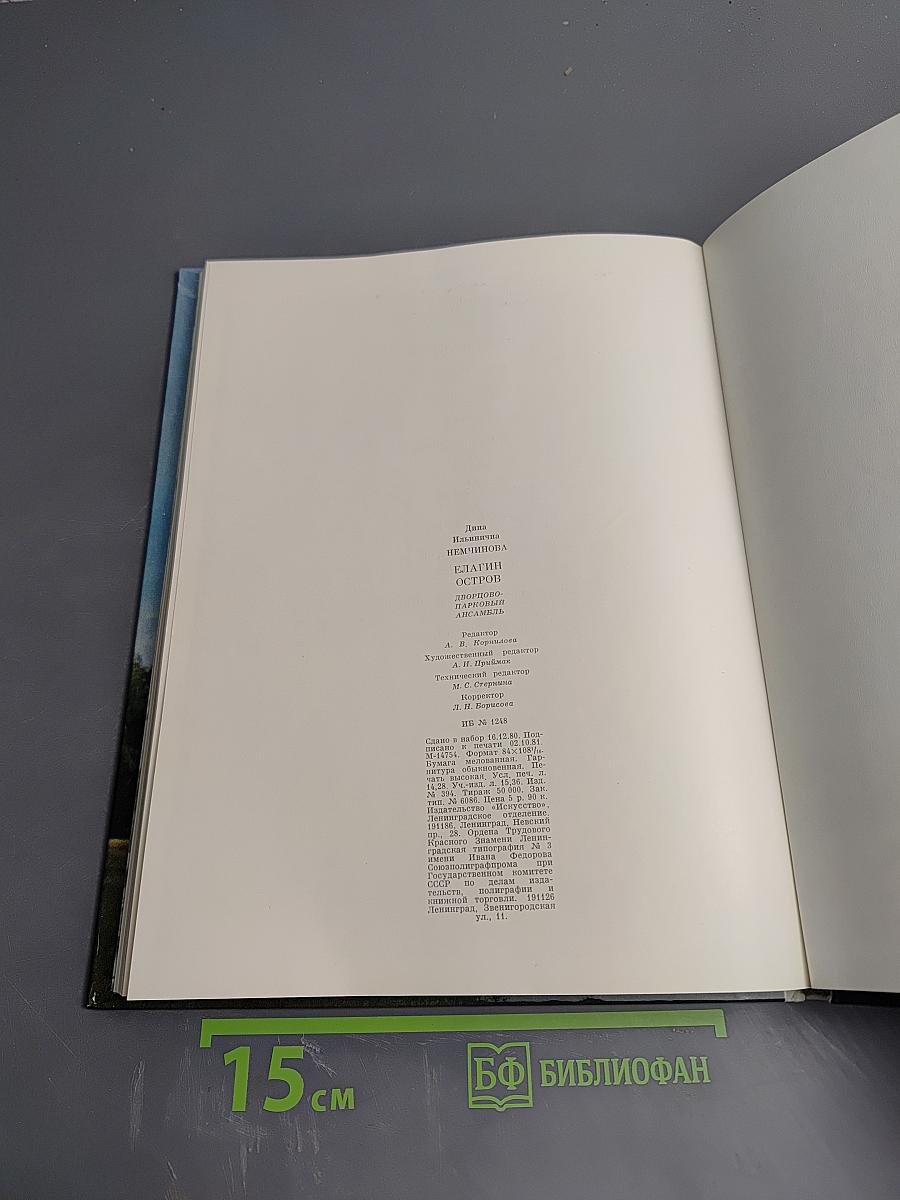 Дина
Ильинична
НЕМЧИНОВА
ЕЛАГИН
ОСТРОВ
ДВОРЦОВО-
ПАРКОВЫЙ
АНСАМБЛЬ
Редактор
А. В. Корнилова
Художественный редактор
А. И. Приймак
Технический редактор
М. С. Стернина
Корректор
Л. Н. Борисова
ИБ № 1248
Сдано в набор 16.12.80. Под-
писано к печати 02.10.81.
М-14754. Формат 84×108¹/₁₆.
Бумага мелованная. Гар-
нитура обыкновенная. Пе-
чать высокая. Усл. печ. л.
14,28. Уч.-изд. л. 15,36. Изд.
№ 394. Тираж 50 000. Зак.
тип. № 6086. Цена 5 р. 90 к.
Издательство «Искусство».
Ленинградское отделение.
191186, Ленинград, Невский
пр., 28. Ордена Трудового
Красного Знамени Ленин-
градская типография № 3
имени Ивана Федорова
Союзполиграфпрома при
Государственном комитете
СССР по делам изда-
тельств, полиграфии и
книжной торговли. 191126
Ленинград, Звенигородская
ул., 11.
15 см
БФ БИБЛИОФАН